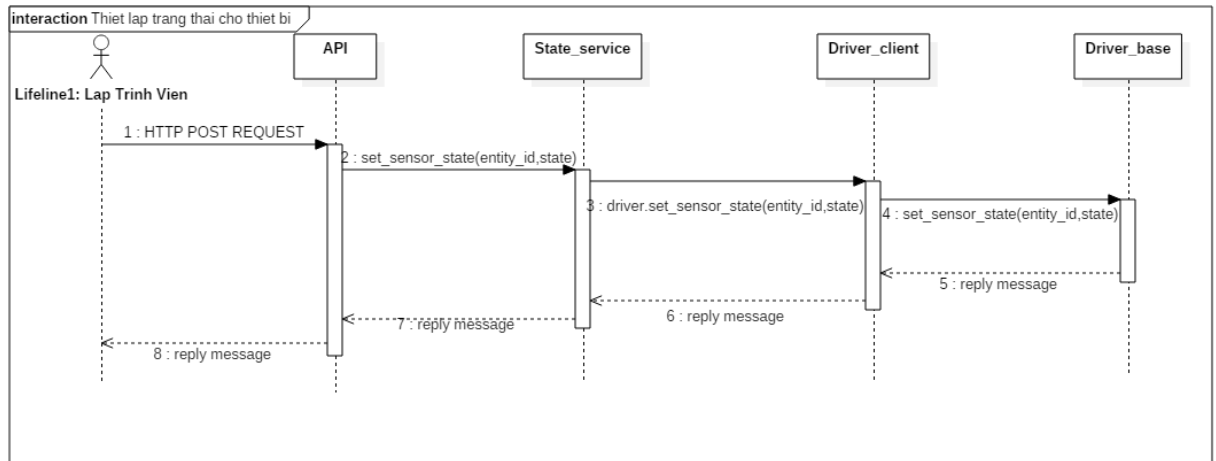 interaction Thiet lap trang thai cho thiet bi
API
State_service
Driver_client
Driver_base
Lifeline1: Lap Trinh Vien
1 : HTTP POST REQUEST
2 : set_sensor_state(entity_id,state)
3 : driver.set_sensor_state(entity_id,state)
4 : set_sensor_state(entity_id,state)
5 : reply message
6 : reply message
7 : reply message
8 : reply message